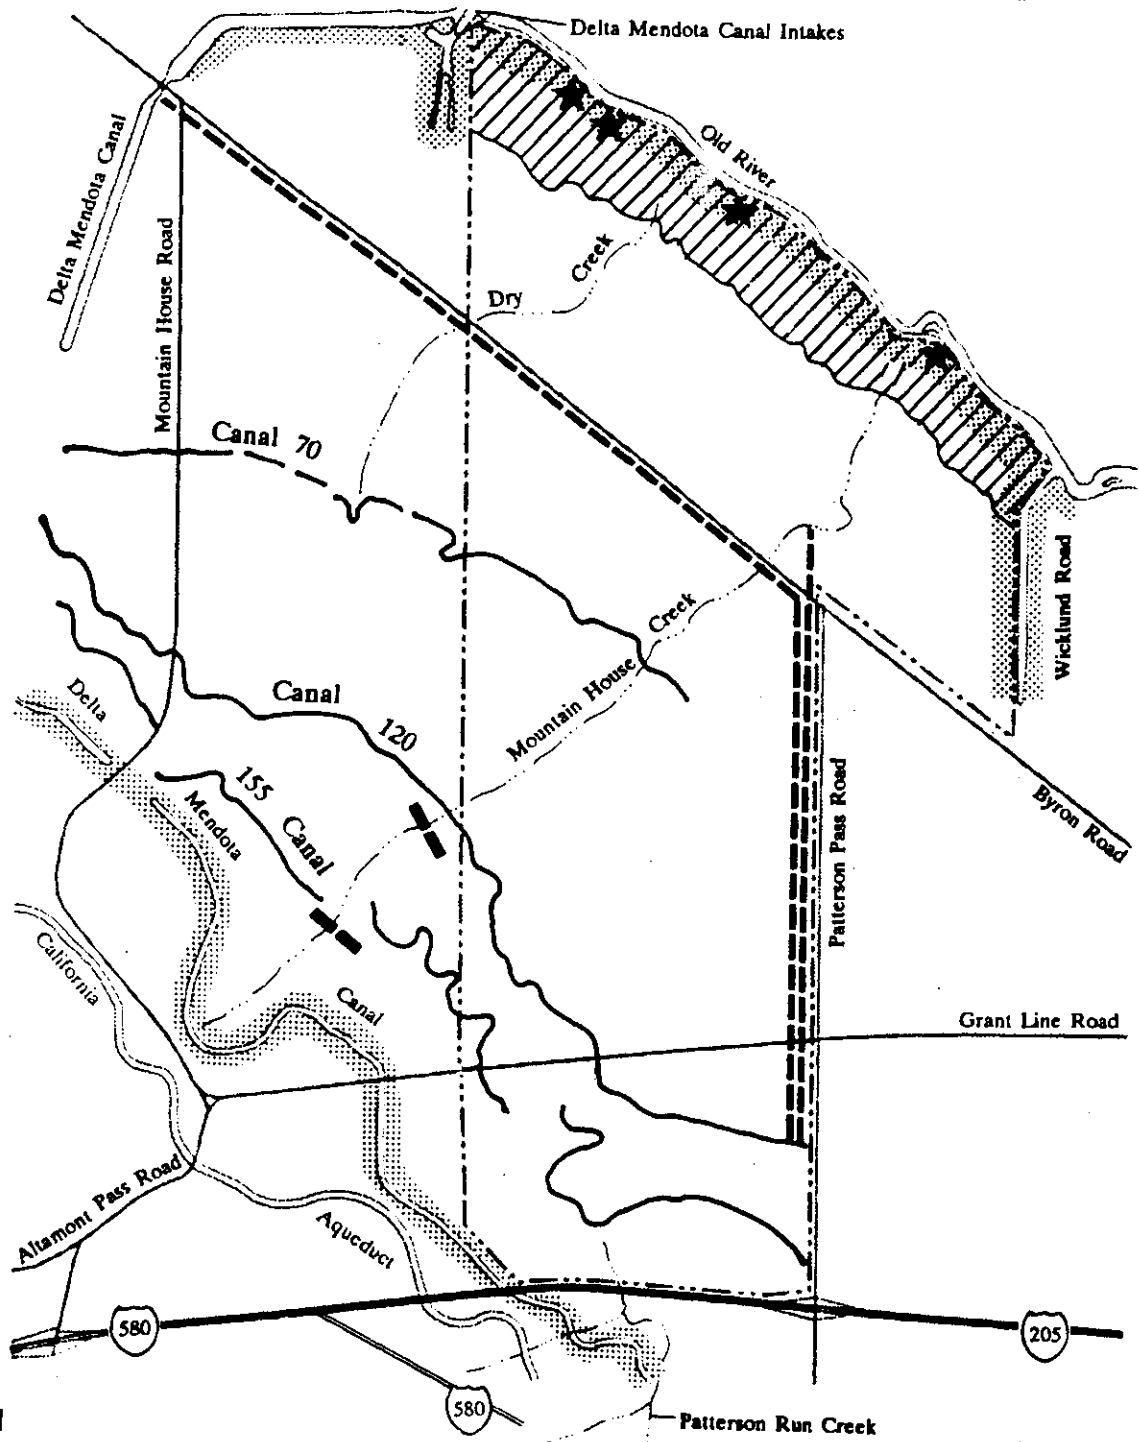 Delta Mendota Canal Intakes
Old River
Delta Mendota Canal
Mountain House Road
Creek
Dry
Canal 70
Wicklund Road
Creek
Mountain House
Delta
Canal
120
155
Canal
Mendota
Byron Road
Patterson Pass Road
California
Canal
Grant Line Road
Altamont Pass Road
Aqueduct
580
205
580
Patterson Run Creek